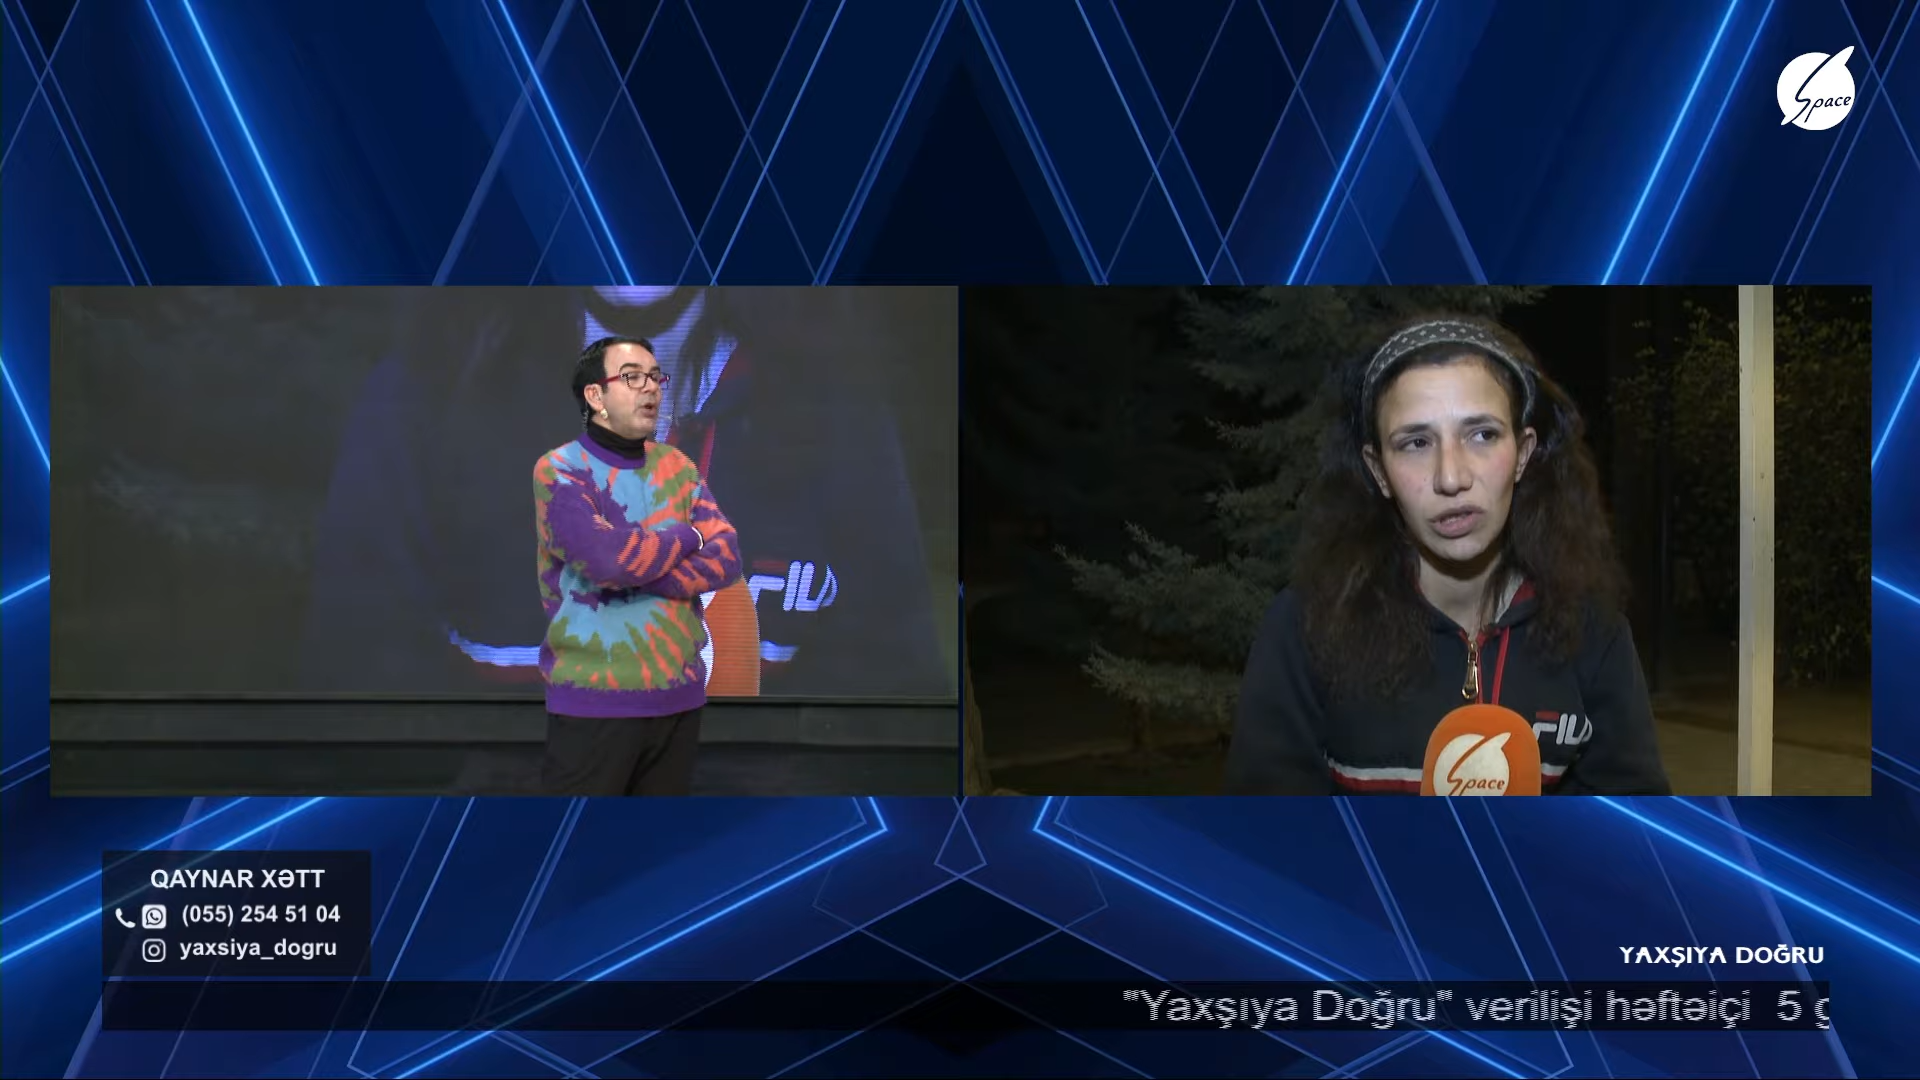 Space
FILA
FILA
Space
QAYNAR XƏTT
(055) 254 51 04
yaxsiya_dogru
YAXŞIYA DOĞRU
"Yaxşıya Doğru" verilişi həftəiçi 5 g